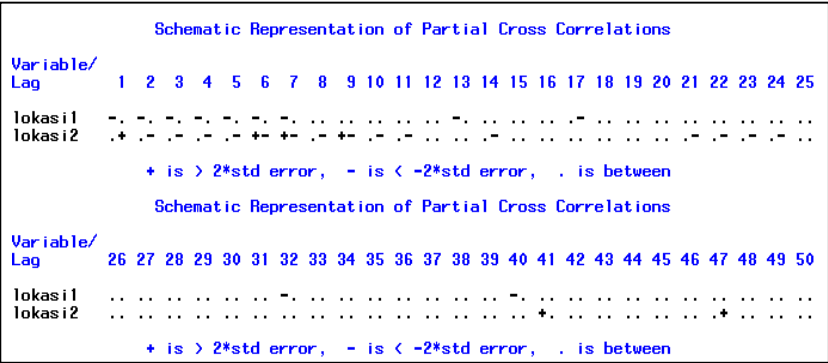 Schematic Representation of Partial Cross Correlations
Variable/
Lag 1 2 3 4 5 6 7 8 9 10 11 12 13 14 15 16 17 18 19 20 21 22 23 24 25
lokasi1 -. -. -. -. -. -. -. .. .. .. .. .. -. .. .. .. .- .. .. .. .. .. .. .. ..
lokasi2 .+ .- .- .- .- +- +- .- +- .- .- .. .. .- .. .. .. .. .. .. .- .- .- .- ..
+ is > 2*std error, - is < -2*std error, . is between
Schematic Representation of Partial Cross Correlations
Variable/
Lag 26 27 28 29 30 31 32 33 34 35 36 37 38 39 40 41 42 43 44 45 46 47 48 49 50
lokasi1 .. .. .. .. .. .. -. .. .. .. .. .. .. .. -. .. .. .. .. .. .. .. .. .. ..
lokasi2 .. .. .. .. .. .. .. .. .. .. .. .. .. .. .. +. .. .. .. .. .. .+ .. .. ..
+ is > 2*std error, - is < -2*std error, . is between